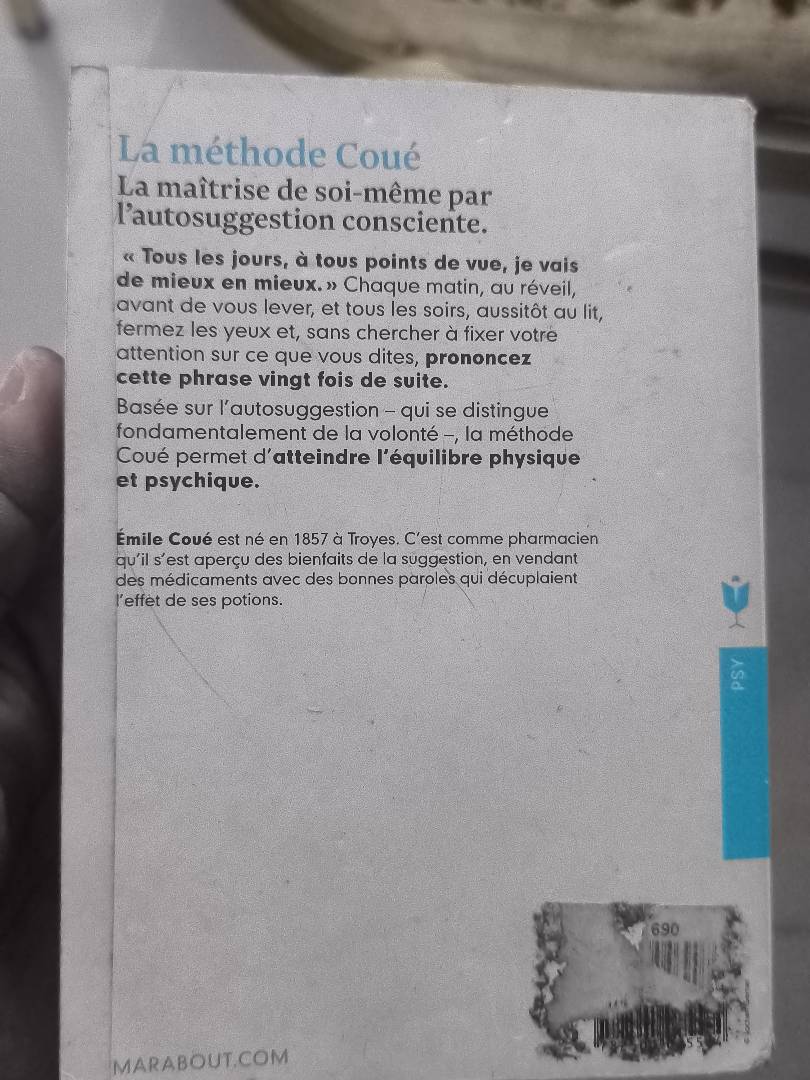 La méthode Coué
La maîtrise de soi-même par
l'autosuggestion consciente.
« Tous les jours, à tous points de vue, je vais
de mieux en mieux. » Chaque matin, au réveil,
avant de vous lever, et tous les soirs, aussitôt au lit,
fermez les yeux et, sans chercher à fixer votre
attention sur ce que vous dites, prononcez
cette phrase vingt fois de suite.
Basée sur l'autosuggestion – qui se distingue
fondamentalement de la volonté –, la méthode
Coué permet d'atteindre l'équilibre physique
et psychique.
Émile Coué est né en 1857 à Troyes. C'est comme pharmacien
qu'il s'est aperçu des bienfaits de la suggestion, en vendant
des médicaments avec des bonnes paroles qui décuplaient
l'effet de ses potions.
PSY
690
MARABOUT.COM